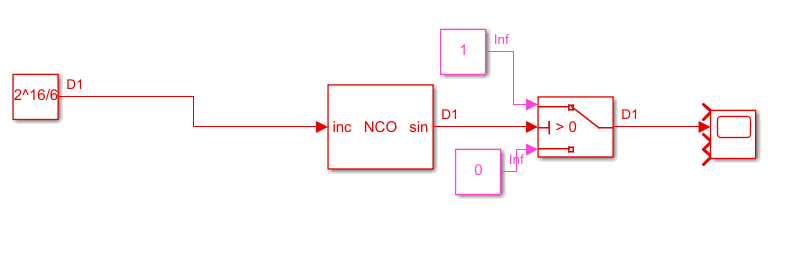 2^16/6
D1
inc NCO sin
D1
1
Inf
0
Inf
> 0
D1